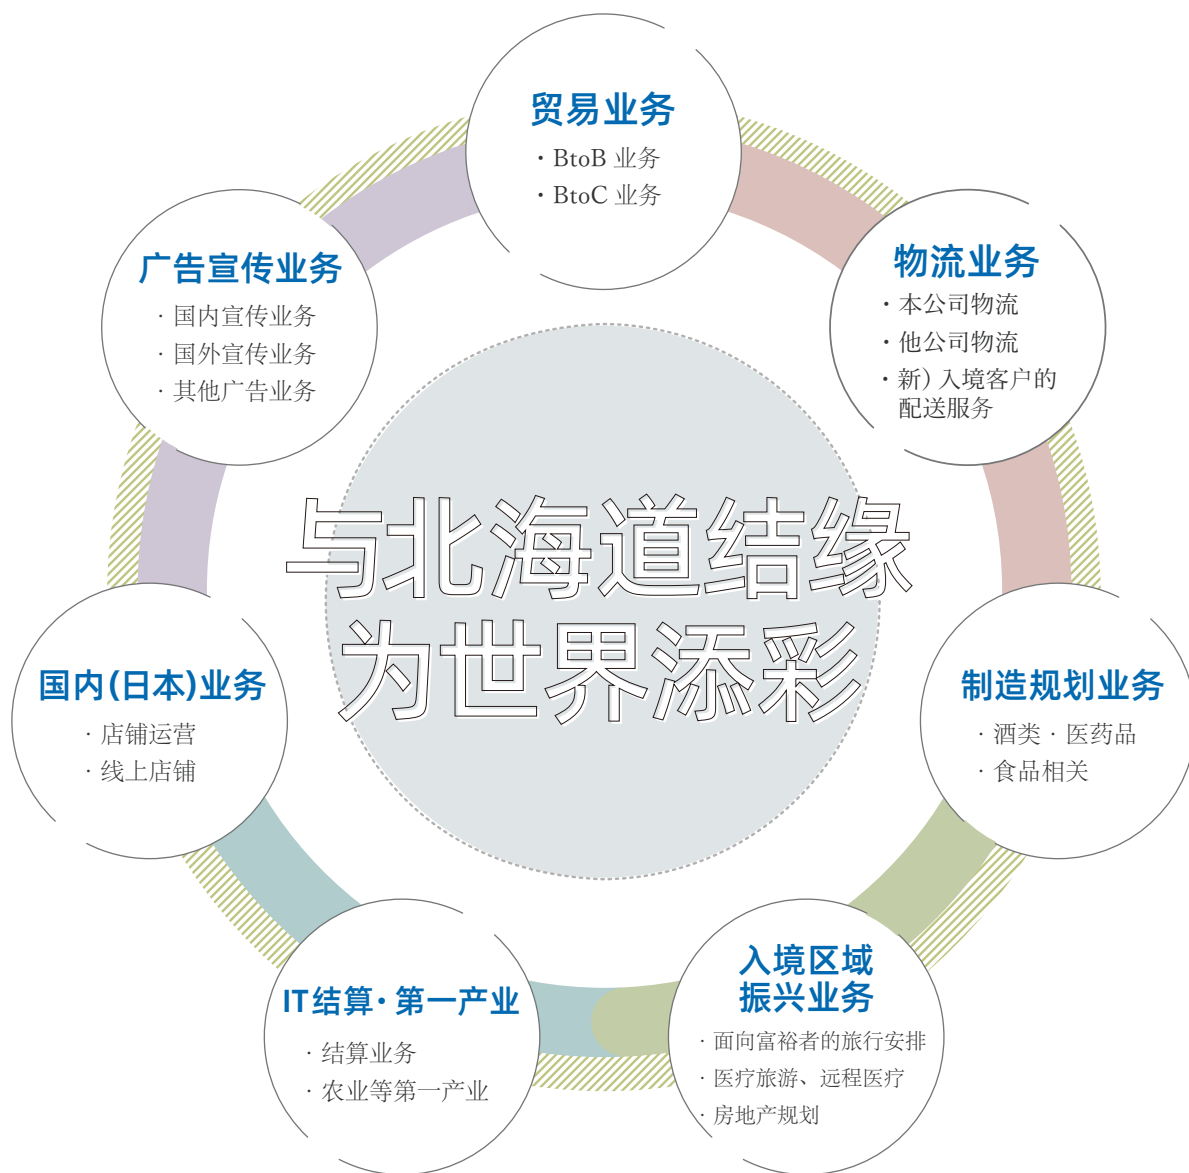 贸易业务
・BtoB 业务
・BtoC 业务
物流业务
・本公司物流
・他公司物流
・新）入境客户的
配送服务
制造规划业务
· 酒类 · 医药品
· 食品相关
入境区域
振兴业务
· 面向富裕者的旅行安排
· 医疗旅游、远程医疗
· 房地产规划
IT结算・第一产业
· 结算业务
· 农业等第一产业
国内(日本)业务
· 店铺运营
· 线上店铺
广告宣传业务
· 国内宣传业务
· 国外宣传业务
· 其他广告业务
与北海道结缘
为世界添彩